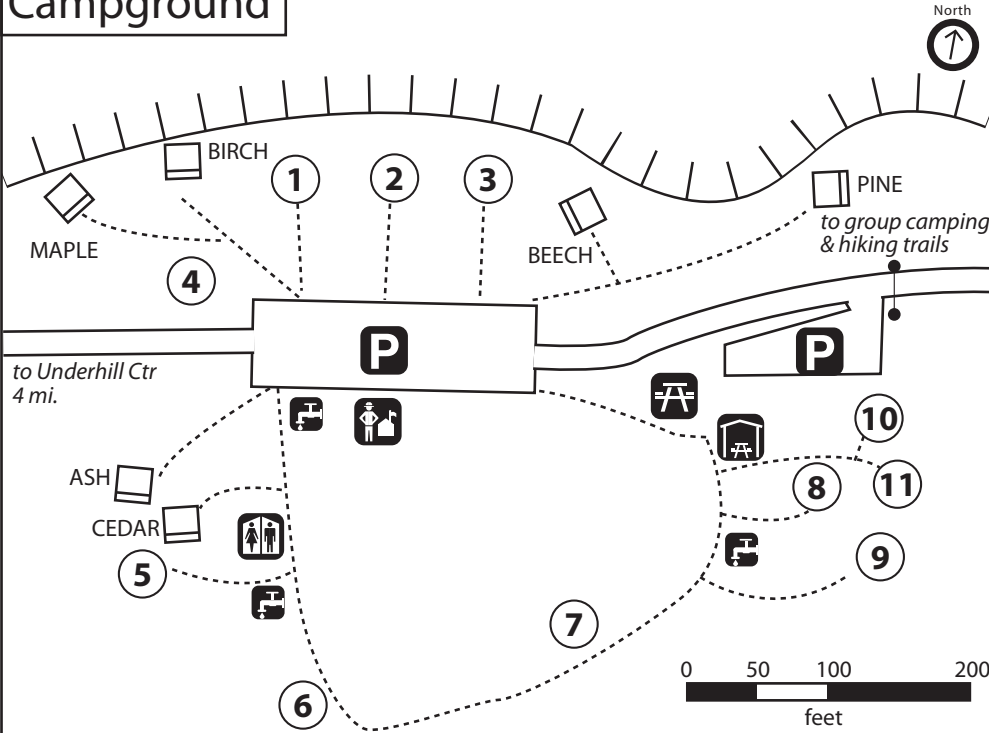 Campground
North
BIRCH
1
2
3
PINE
MAPLE
BEECH
to group camping
& hiking trails
4
P
P
to Underhill Ctr
4 mi.
10
ASH
8
11
CEDAR
5
9
7
6
0 50 100 200
feet